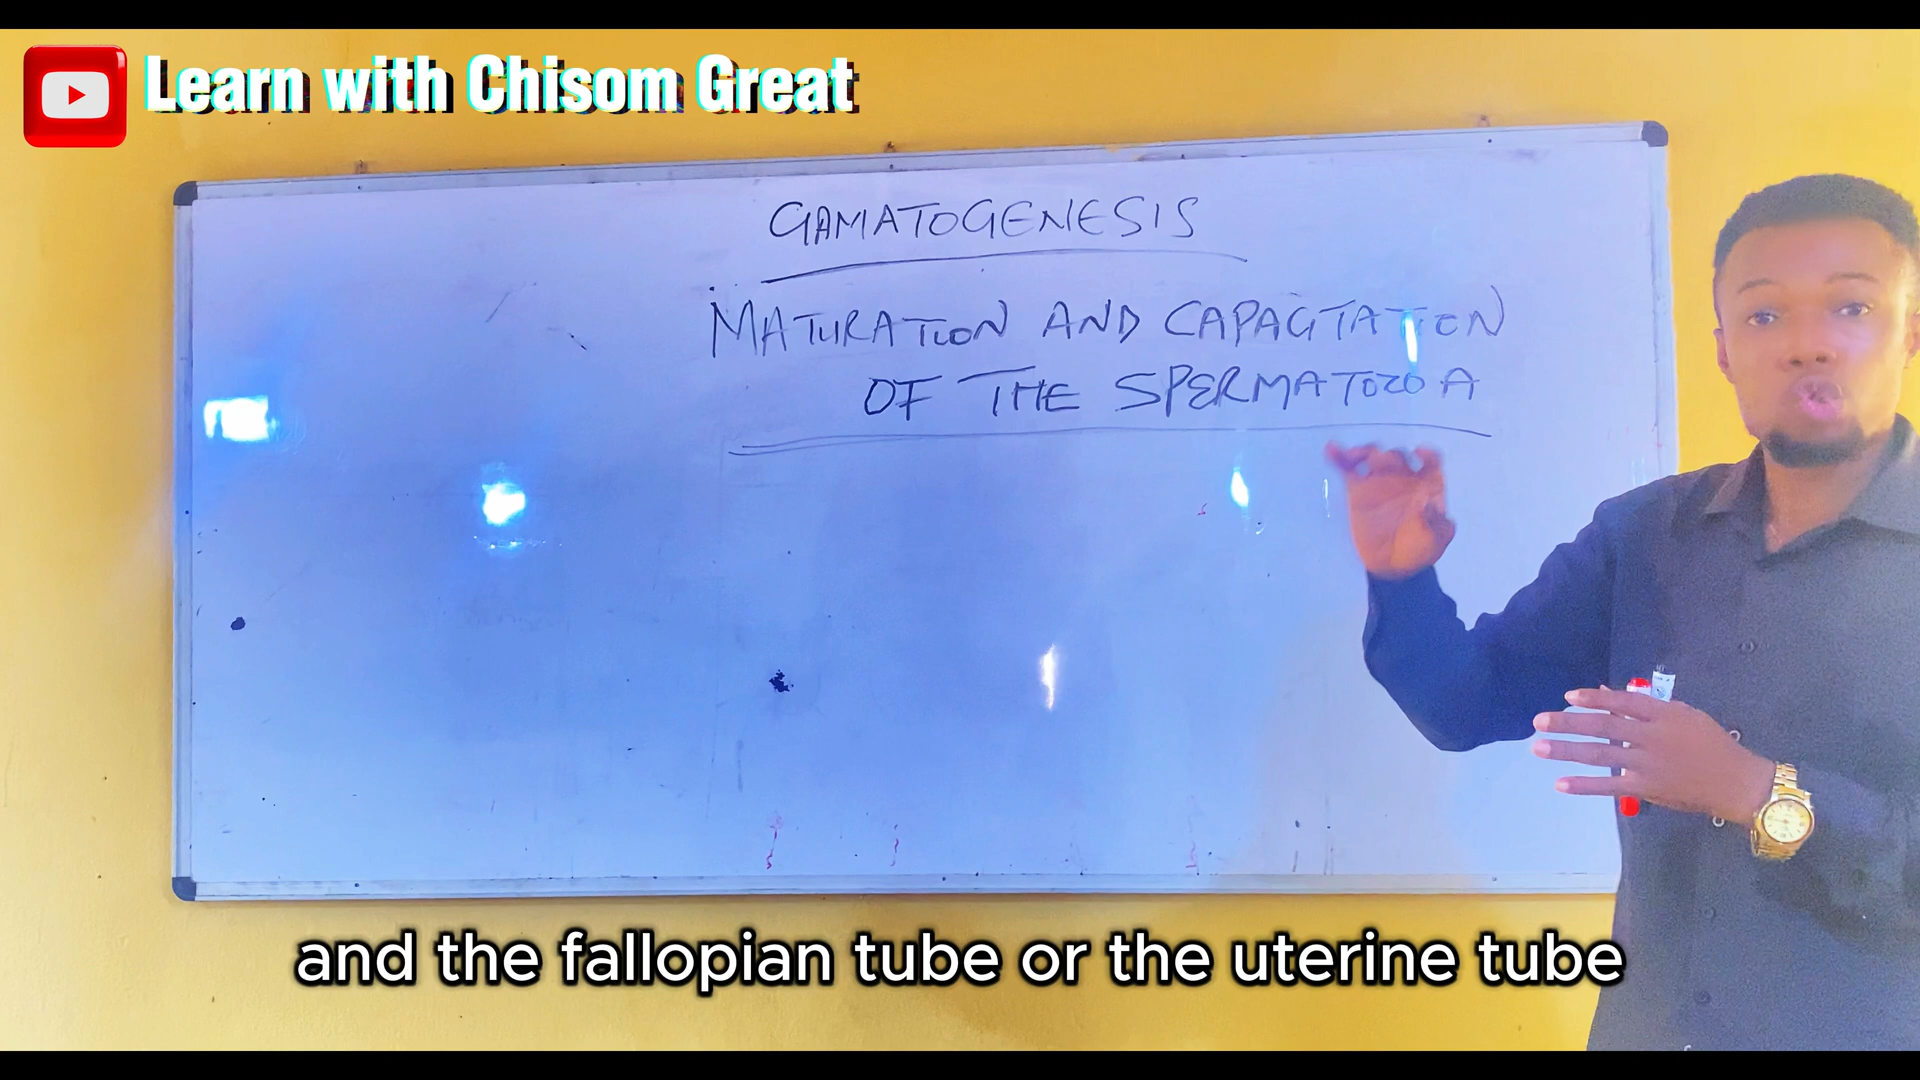 Learn with Chisom Great
GAMATOGENESIS
MATURATION AND CAPACITATION
OF THE SPERMATOZOA
and the fallopian tube or the uterine tube